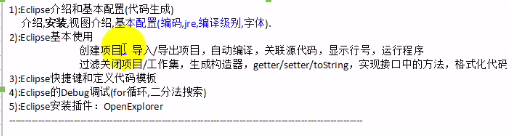 1):Eclipse介绍和基本配置(代码生成)
介绍,安装,视图介绍,基本配置(编码,jre,编译级别,字体).
2):Eclipse基本使用
创建项目, 导入/导出项目，自动编译，关联源代码，显示行号，运行程序
过滤关闭项目/工作集，生成构造器，getter/setter/toString，实现接口中的方法，格式化代码
3):Eclipse快捷键和定义代码模板
4):Eclipse的Debug调试(for循环,二分法搜索)
5):Eclipse安装插件：OpenExplorer